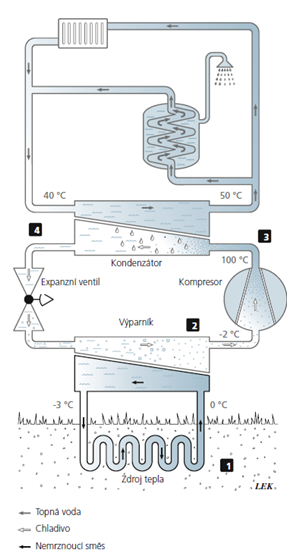 40 °C
50 °C
4
3
Kondenzátor
100 °C
Expanzní ventil
Kompresor
Výparník
2
-2 °C
-3 °C
0 °C
1
Zdroj tepla
LEK
Topná voda
Chladivo
Nemrznoucí směs